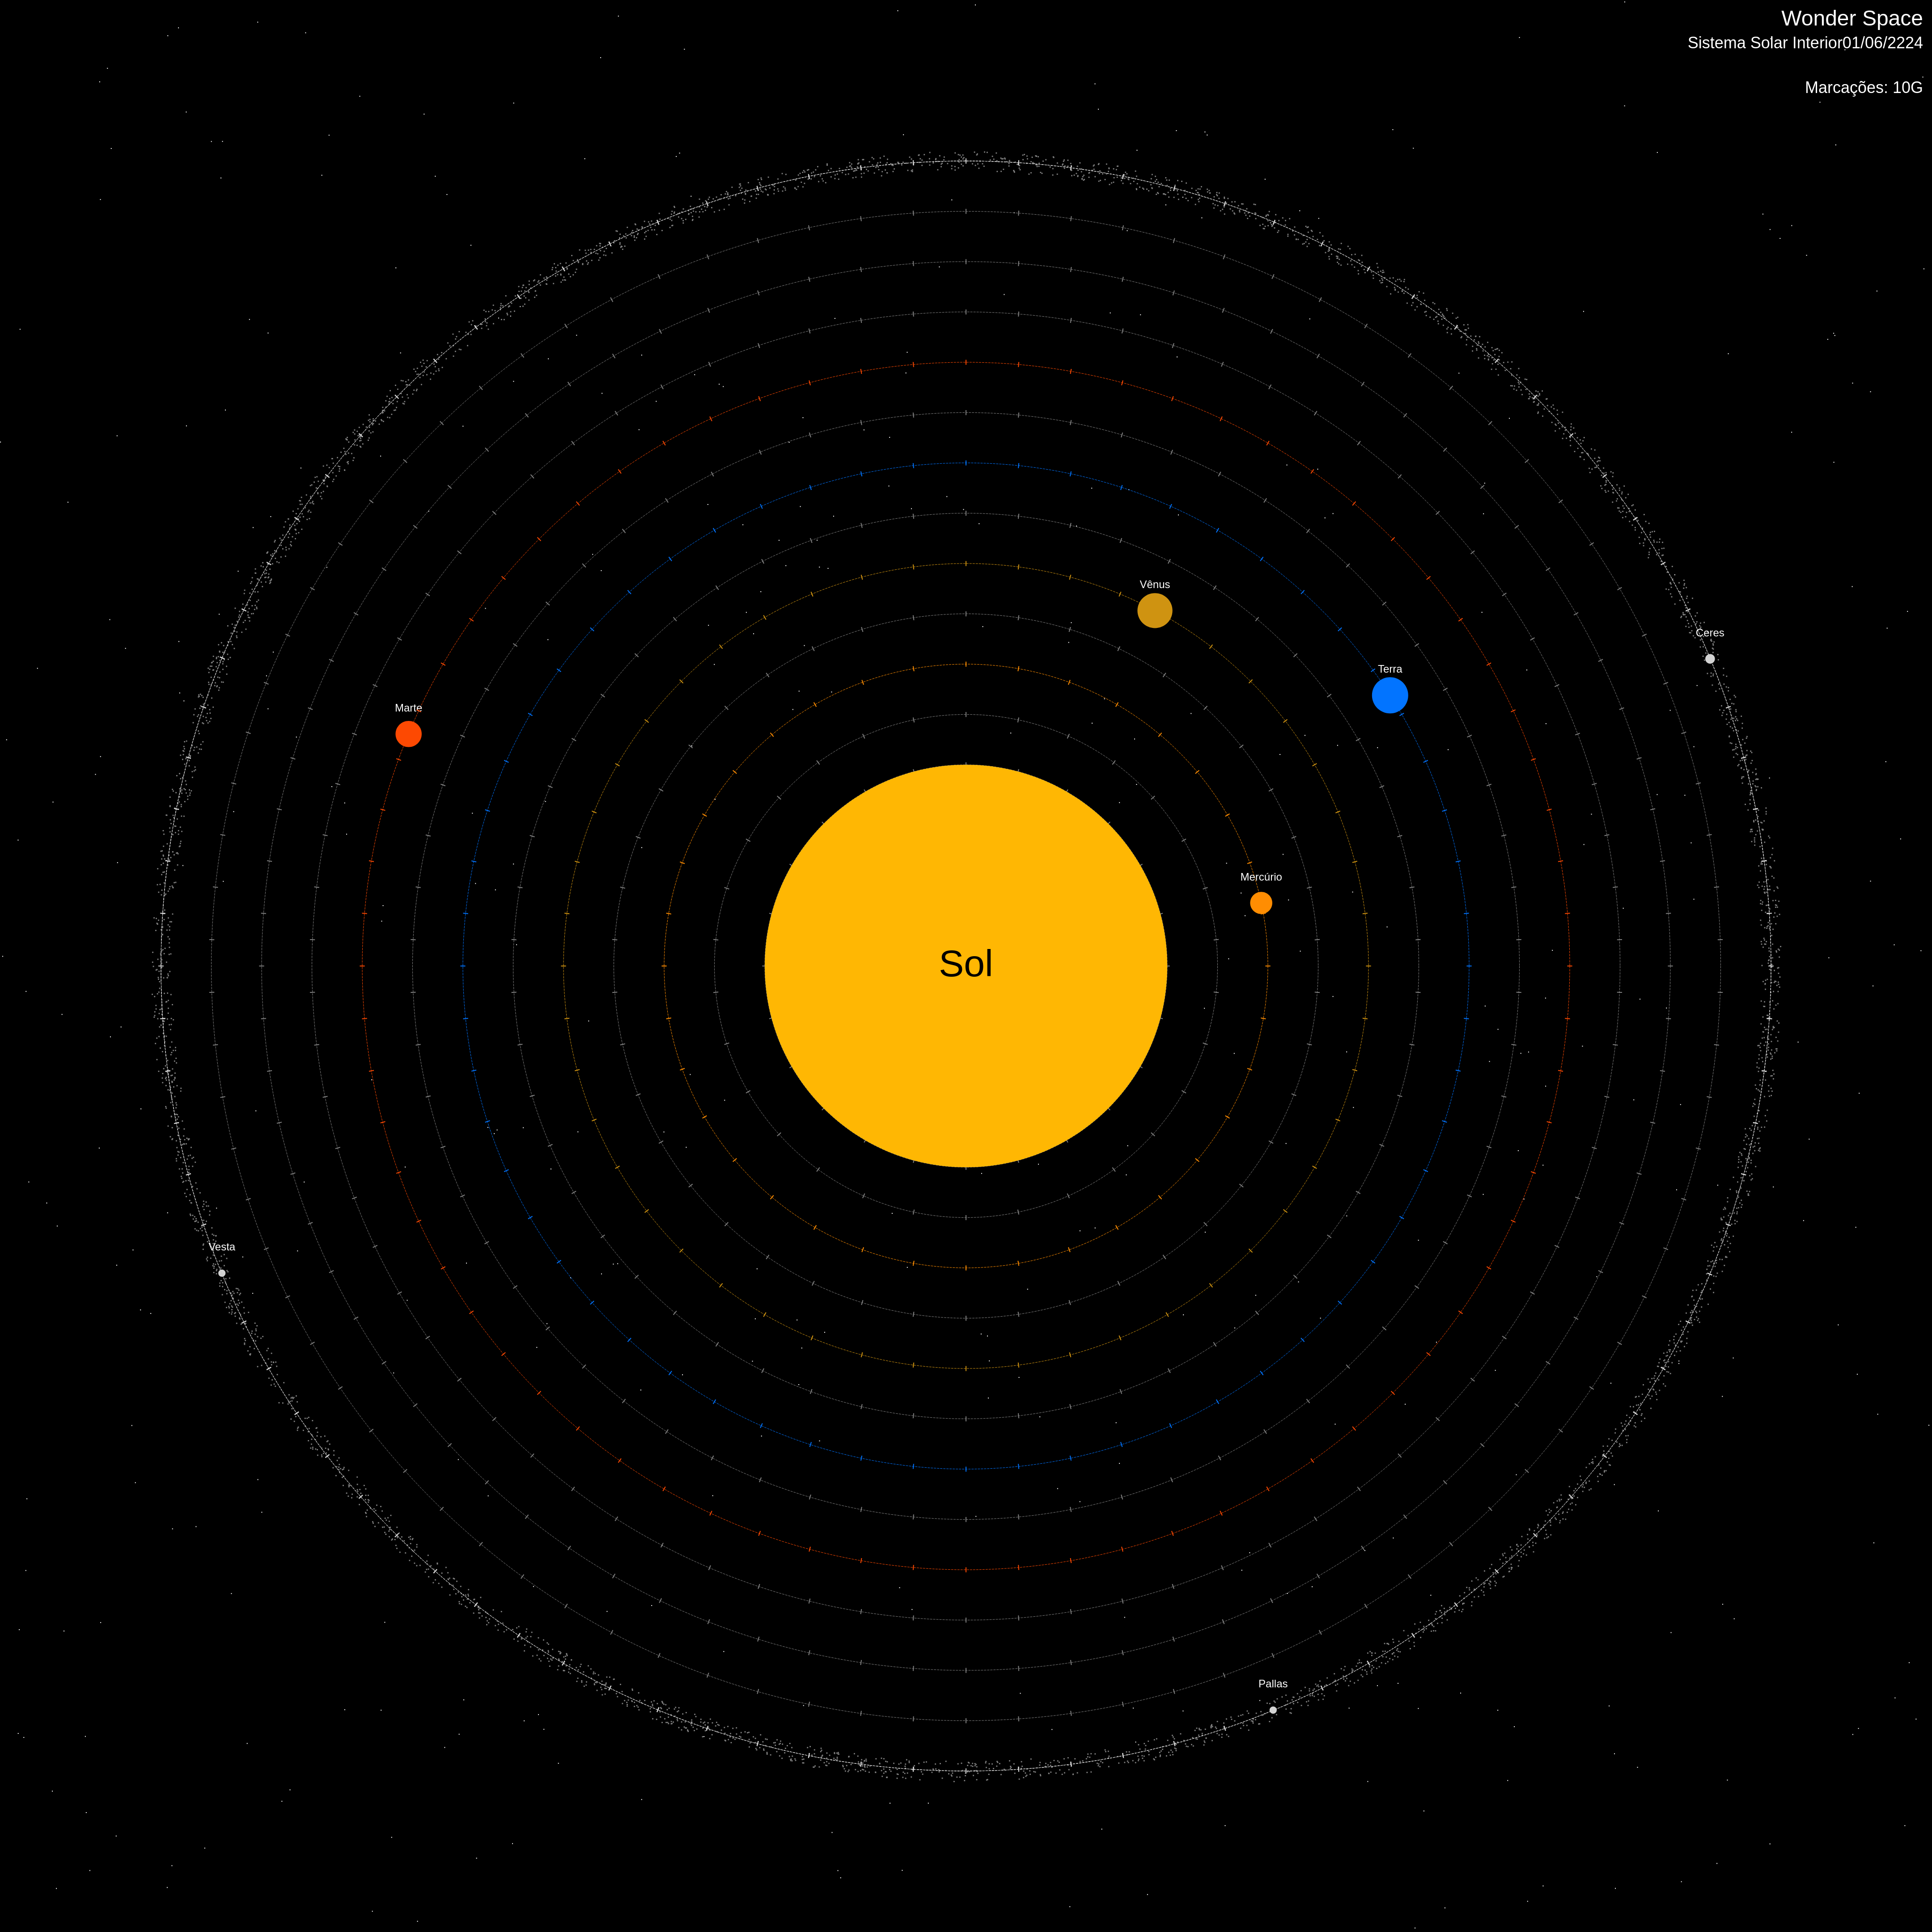 Wonder Space
Sistema Solar Interior01/06/2224
Marcações: 10G
Vênus
Ceres
Terra
Marte
Mercúrio
Sol
Vesta
Pallas